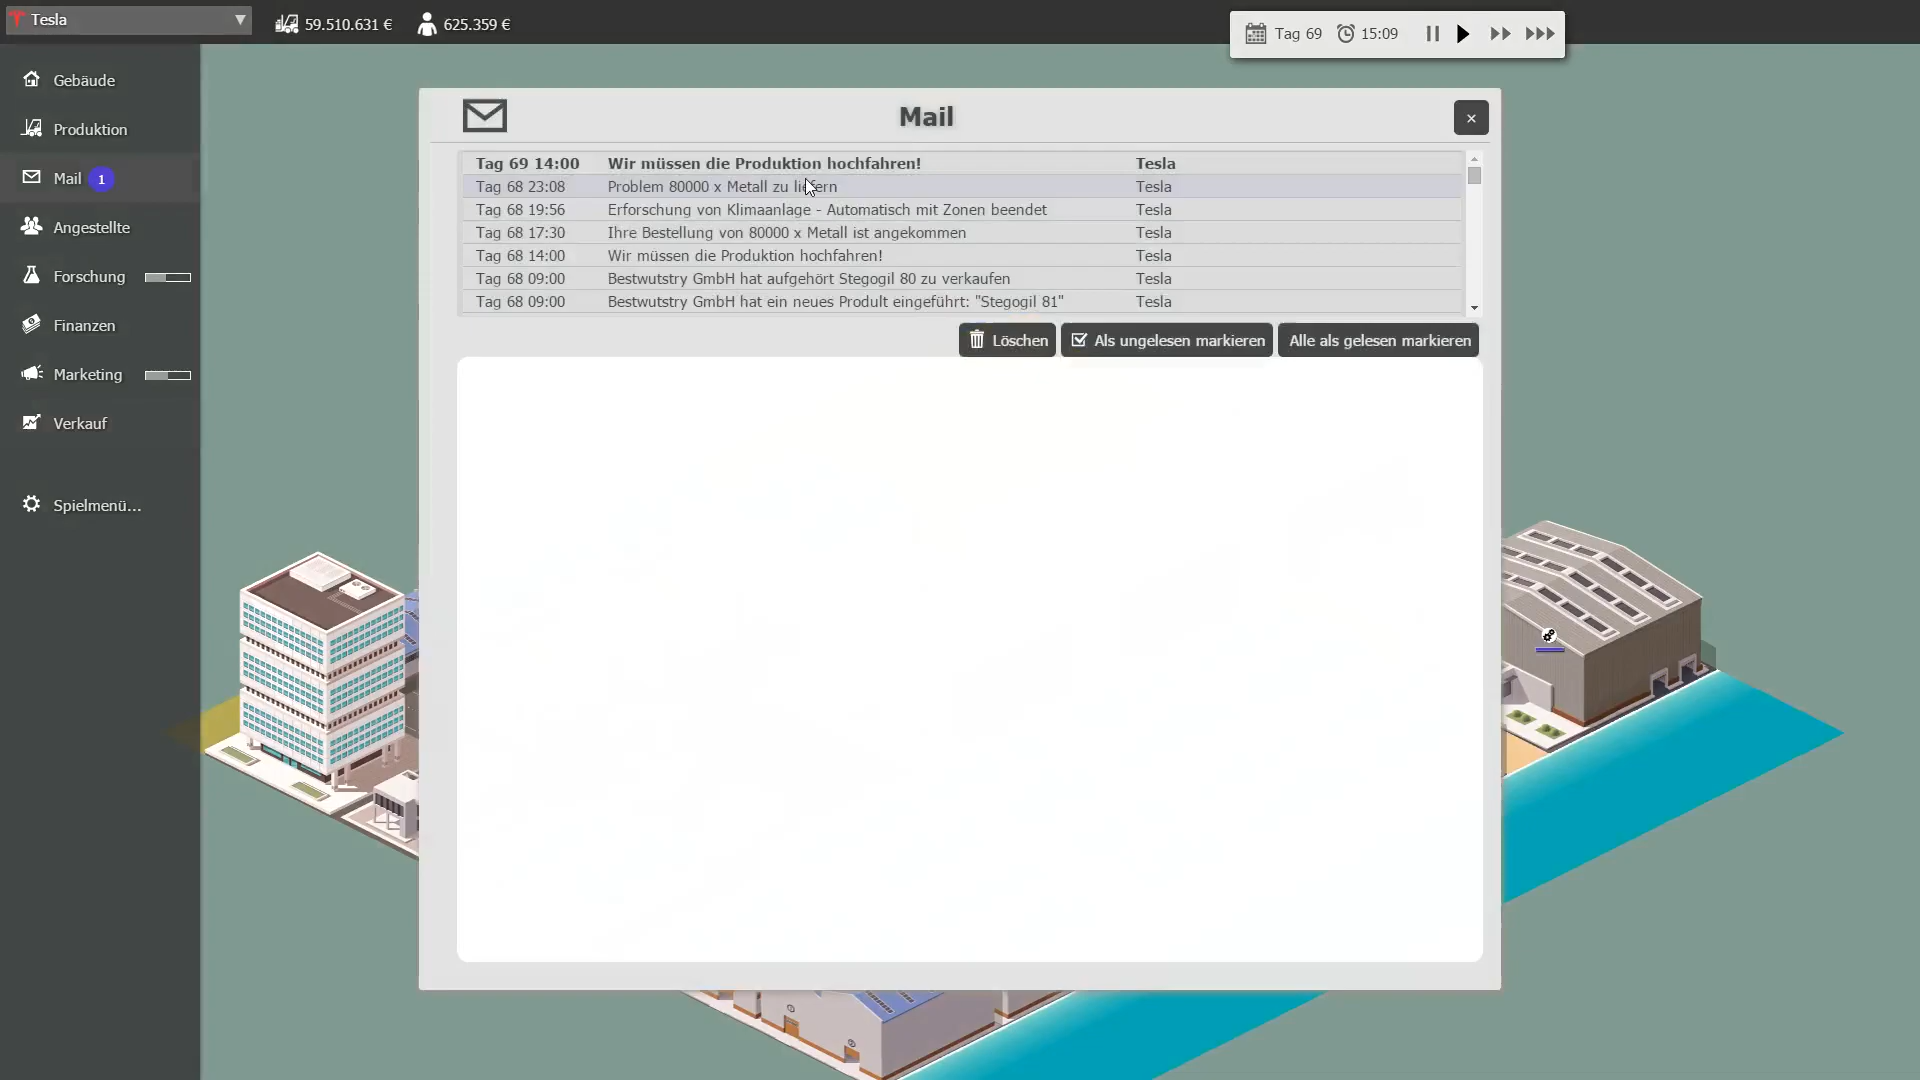 Tesla
59.510.631 €
625.359 €
Tag 69
15:09
Gebäude
Produktion
Mail 1
Angestellte
Forschung
Finanzen
Marketing
Verkauf
Spielmenü...
Mail
Tag 69 14:00 Wir müssen die Produktion hochfahren! Tesla
Tag 68 23:08 Problem 80000 x Metall zu liefern Tesla
Tag 68 19:56 Erforschung von Klimaanlage - Automatisch mit Zonen beendet Tesla
Tag 68 17:30 Ihre Bestellung von 80000 x Metall ist angekommen Tesla
Tag 68 14:00 Wir müssen die Produktion hochfahren! Tesla
Tag 68 09:00 Bestwutstry GmbH hat aufgehört Stegogil 80 zu verkaufen Tesla
Tag 68 09:00 Bestwutstry GmbH hat ein neues Prodult eingeführt: "Stegogil 81" Tesla
Löschen
Als ungelesen markieren
Alle als gelesen markieren